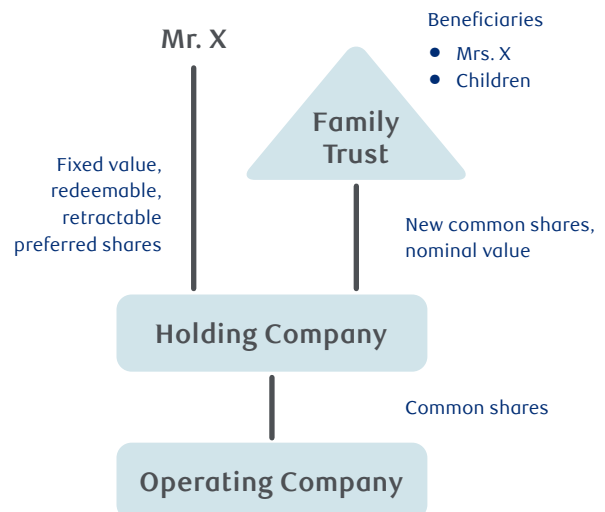 Beneficiaries
Mr. X
• Mrs. X
• Children
Family
Trust
Fixed value,
redeemable,
retractable
preferred shares
New common shares,
nominal value
Holding Company
Common shares
Operating Company